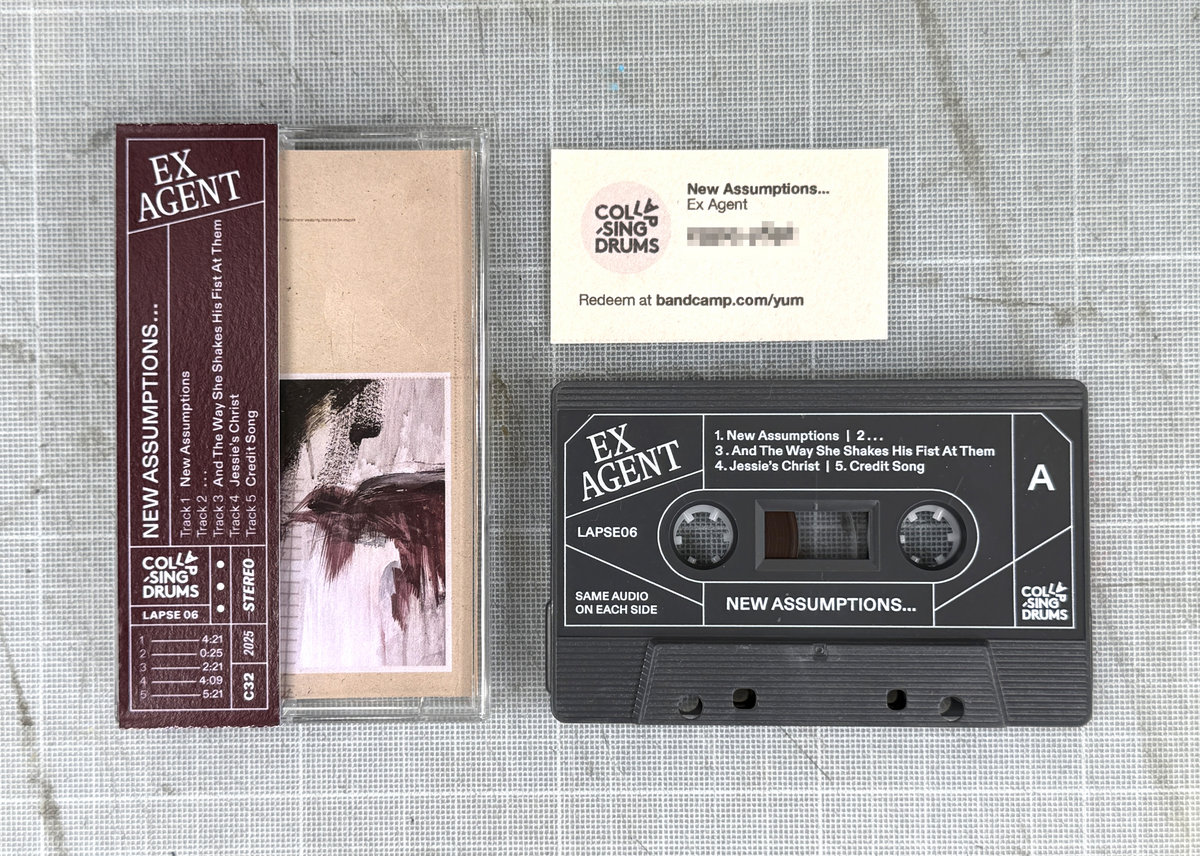 EX
AGENT
NEW ASSUMPTIONS...
Track 1 New Assumptions
Track 2 ...
Track 3 And The Way She Shakes His Fist At Them
Track 4 Jessie's Christ
Track 5 Credit Song
COLLAP
SING
DRUMS
LAPSE 06
STEREO
1 4:21
2 0:25
3 2:21
4 4:09
5 5:21
2025
C32
COLLAP
SING
DRUMS
New Assumptions...
Ex Agent
Redeem at bandcamp.com/yum
EX
AGENT
1. New Assumptions | 2 ...
3. And The Way She Shakes His Fist At Them
4. Jessie's Christ | 5. Credit Song
A
LAPSE06
SAME AUDIO
ON EACH SIDE
NEW ASSUMPTIONS...
COLLAP
SING
DRUMS